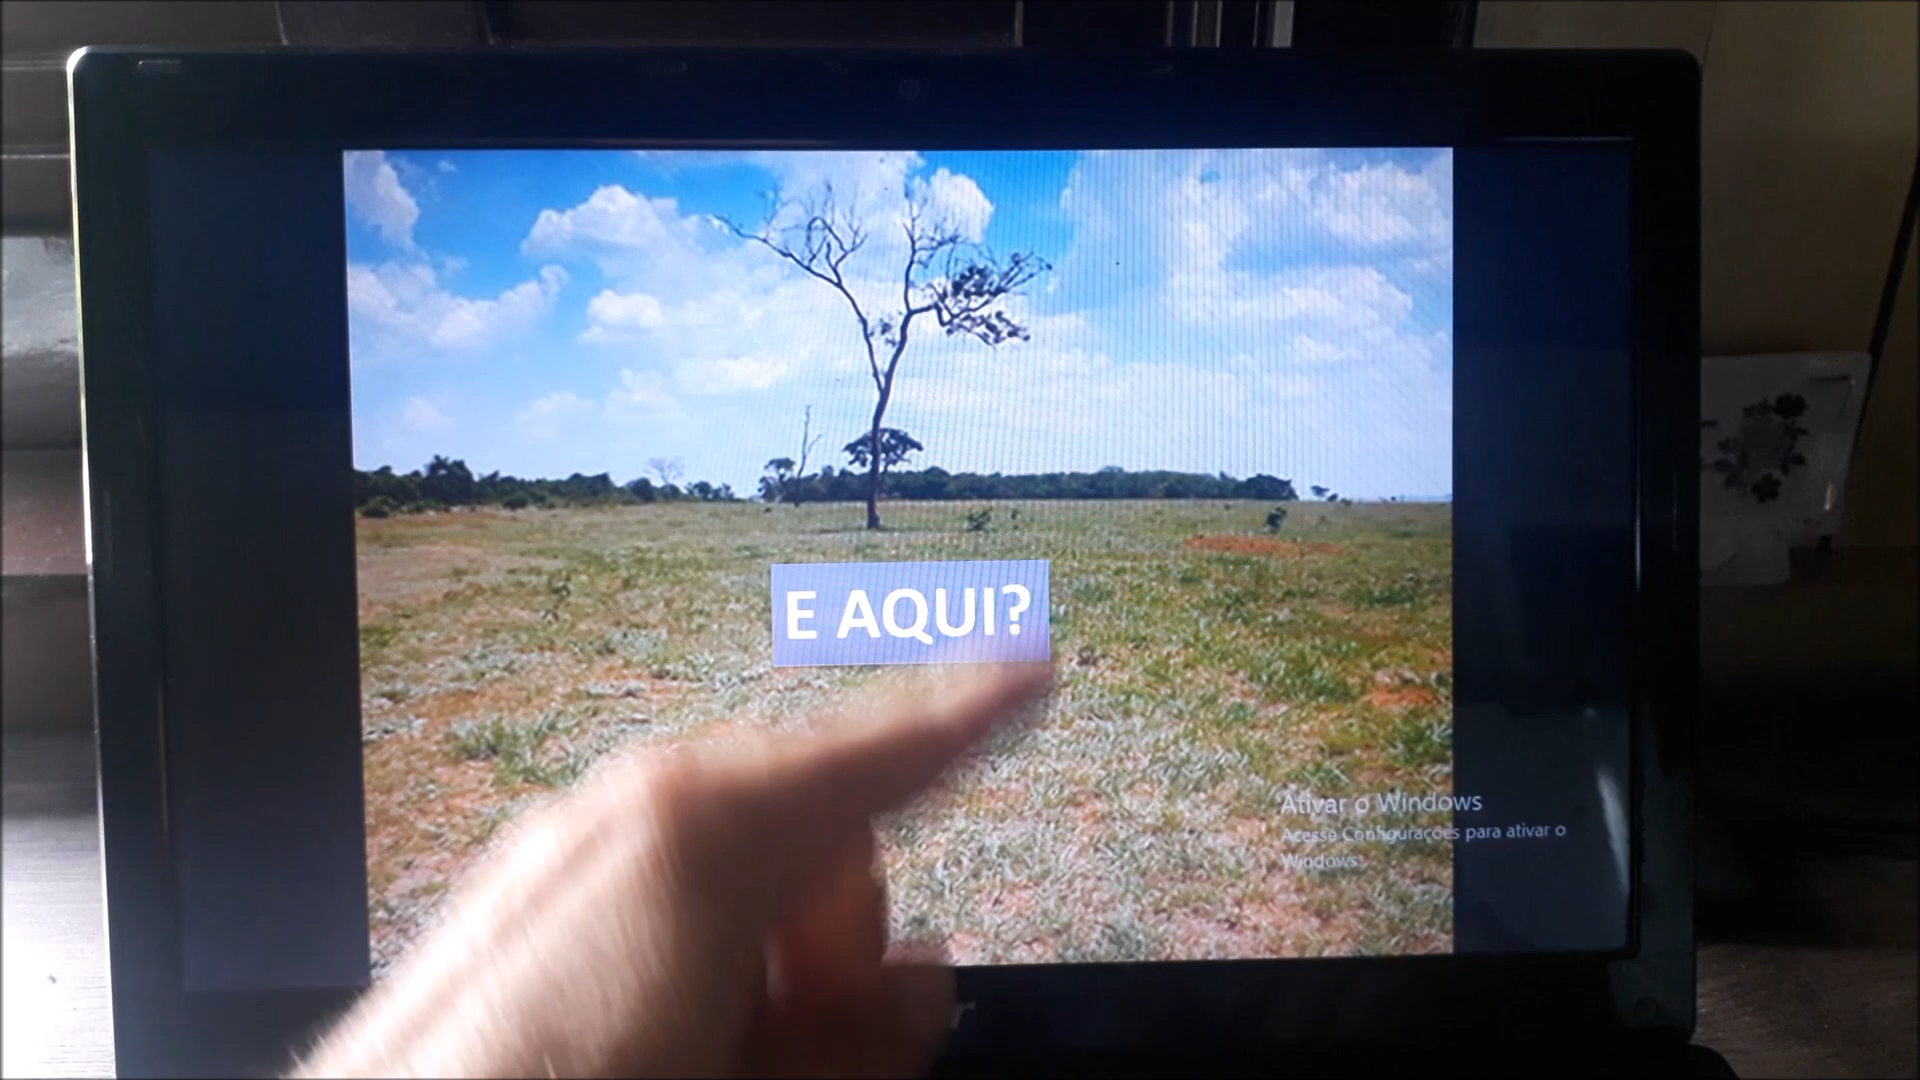 E AQUI?
Ativar o Windows
Acesse Configurações para ativar o
Windows.